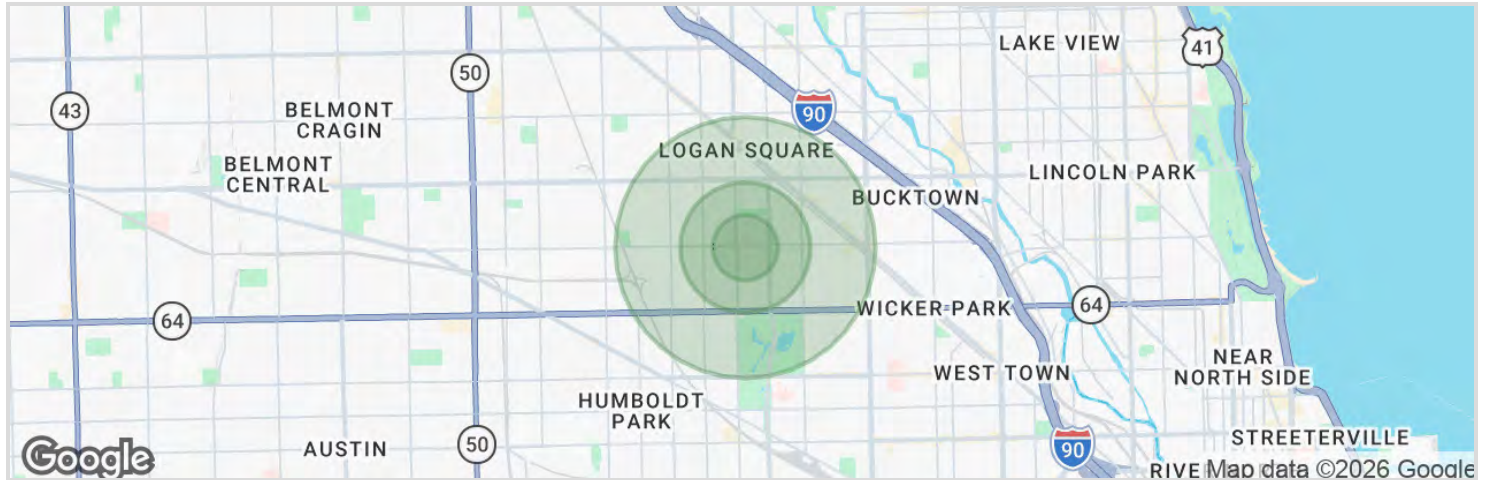 LAKE VIEW
41
50
90
43
BELMONT
CRAGIN
LOGAN SQUARE
BELMONT
CENTRAL
LINCOLN PARK
BUCKTOWN
64
WICKER PARK
64
WEST TOWN
NEAR
NORTH SIDE
HUMBOLDT
PARK
AUSTIN
50
90
STREETERVILLE
Google
RIVE
Map data ©2026 Google